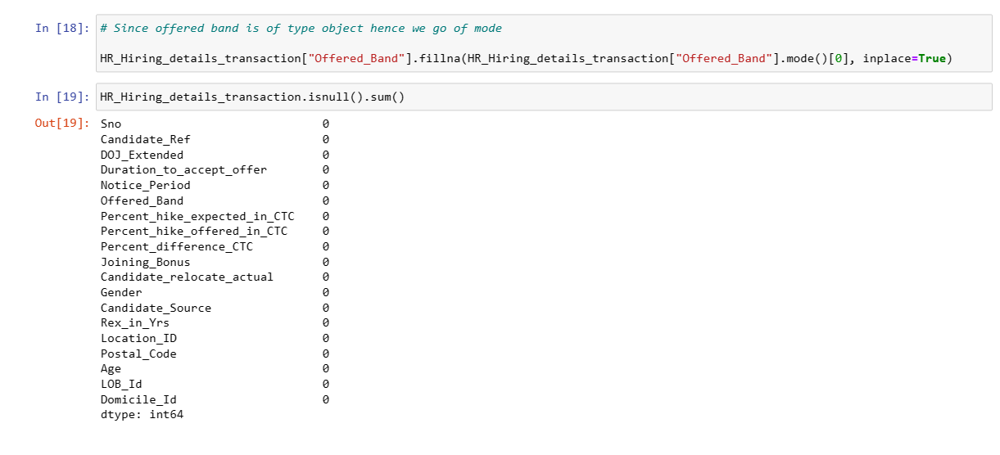 In [18]: # Since offered band is of type object hence we go of mode
HR_Hiring_details_transaction["Offered_Band"].fillna(HR_Hiring_details_transaction["Offered_Band"].mode()[0], inplace=True)
In [19]: HR_Hiring_details_transaction.isnull().sum()
Out[19]: Sno 0
Candidate_Ref 0
DOJ_Extended 0
Duration_to_accept_offer 0
Notice_Period 0
Offered_Band 0
Percent_hike_expected_in_CTC 0
Percent_hike_offered_in_CTC 0
Percent_difference_CTC 0
Joining_Bonus 0
Candidate_relocate_actual 0
Gender 0
Candidate_Source 0
Rex_in_Yrs 0
Location_ID 0
Postal_Code 0
Age 0
LOB_Id 0
Domicile_Id 0
dtype: int64